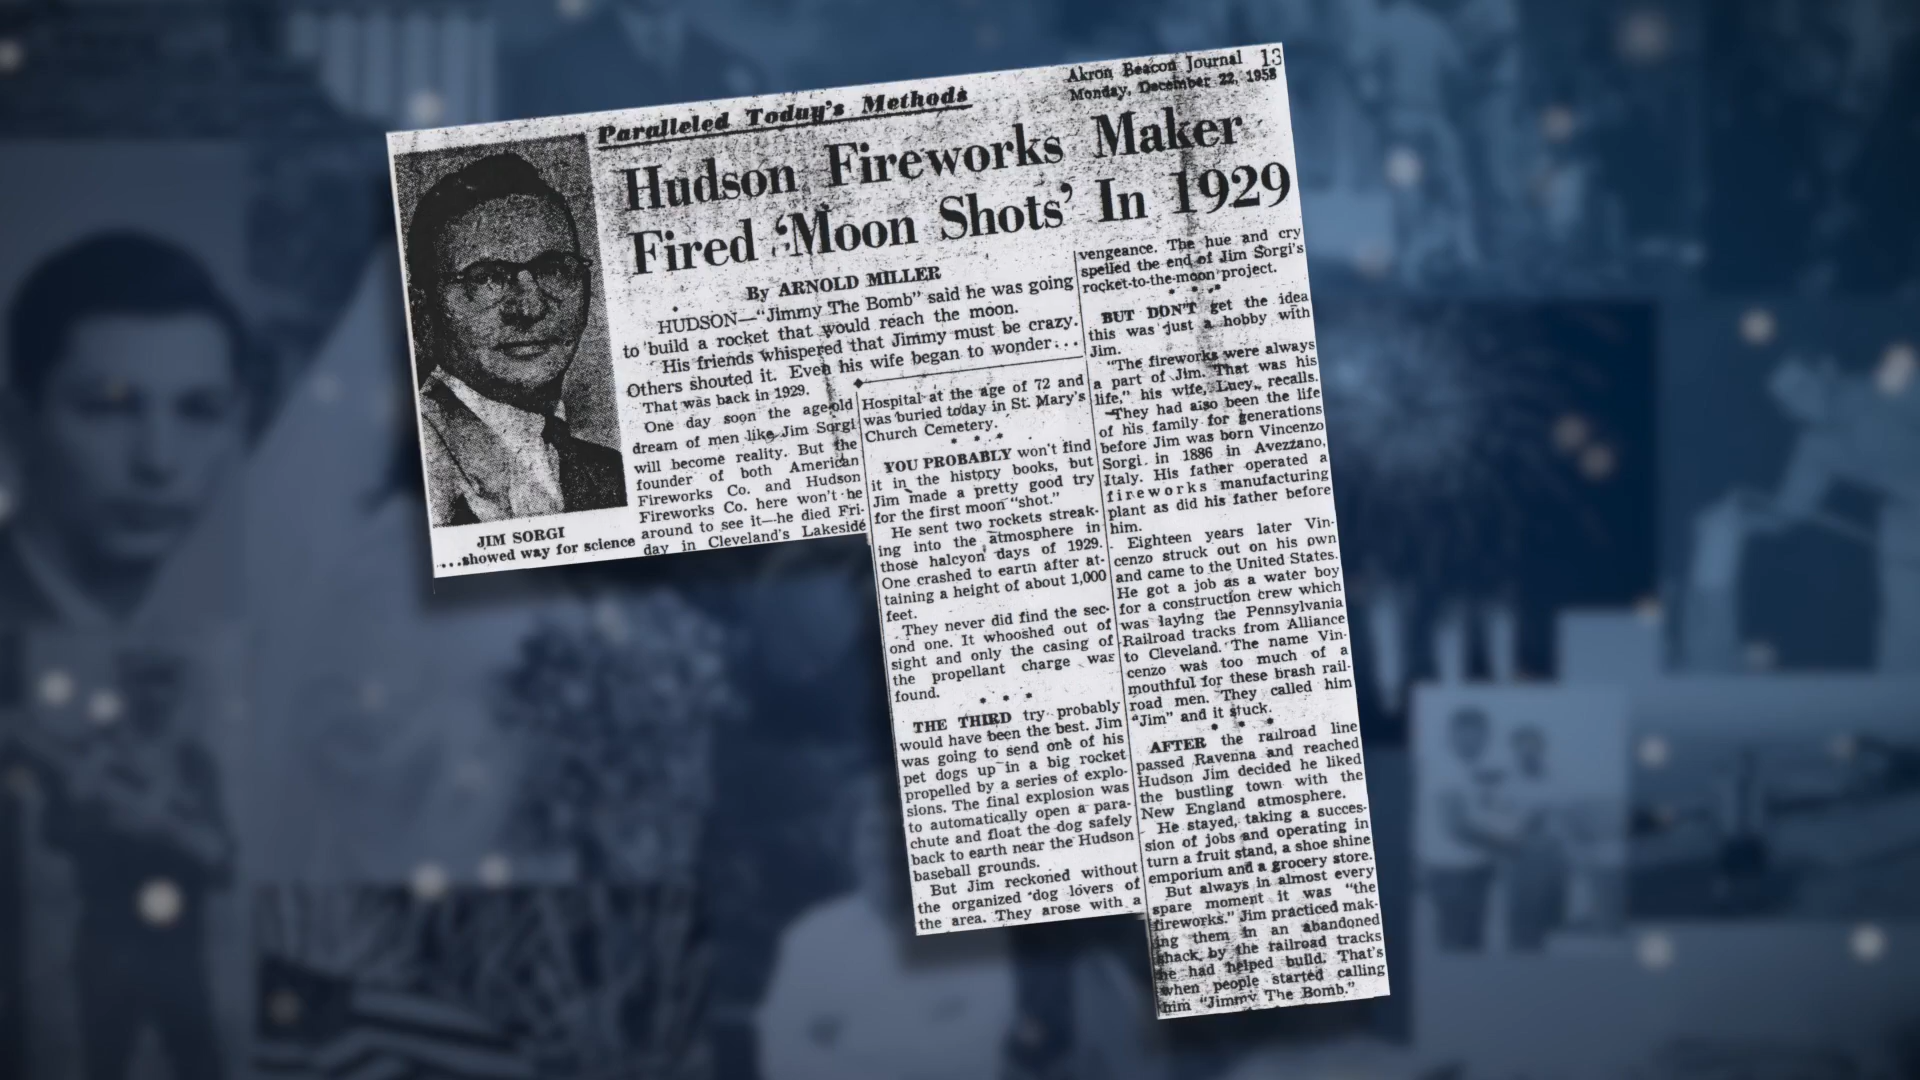 Akron Beacon Journal 13
Monday, December 22, 1958
Paralleled Today's Methods
Hudson Fireworks Maker
Fired 'Moon Shots' In 1929
JIM SORGI
...showed way for science
By ARNOLD MILLER
HUDSON—"Jimmy The Bomb" said he was going
to build a rocket that would reach the moon.
His friends whispered that Jimmy must be crazy.
Others shouted it. Even his wife began to wonder...
That was back in 1929.
One day soon the age-old
dream of men like Jim Sorgi
will become reality. But the
founder of both American
Fireworks Co. and Hudson
Fireworks Co. here won't be
around to see it—he died Fri-
day in Cleveland's Lakeside
Hospital at the age of 72 and
was buried today in St. Mary's
Church Cemetery.
* * *
YOU PROBABLY won't find
it in the history books, but
Jim made a pretty good try
for the first moon "shot."
He sent two rockets streak-
ing into the atmosphere in
those halcyon days of 1929.
One crashed to earth after at-
taining a height of about 1,000
feet.
They never did find the sec-
ond one. It whooshed out of
sight and only the casing of
the propellant charge was
found.
* * *
THE THIRD try probably
would have been the best. Jim
was going to send one of his
pet dogs up in a big rocket
propelled by a series of explo-
sions. The final explosion was
to automatically open a para-
chute and float the dog safely
back to earth near the Hudson
baseball grounds.
But Jim reckoned without
the organized dog lovers of
the area. They arose with a
vengeance. The hue and cry
spelled the end of Jim Sorgi's
rocket-to-the-moon project.
* * *
BUT DON'T get the idea
this was just a hobby with
Jim.
"The fireworks were always
a part of Jim. That was his
life," his wife, Lucy, recalls.
They had also been the life
of his family for generations
before Jim was born Vincenzo
Sorgi in 1886 in Avezzano,
Italy. His father operated a
fireworks manufacturing
plant as did his father before
him.
Eighteen years later Vin-
cenzo struck out on his own
and came to the United States.
He got a job as a water boy
for a construction crew which
was laying the Pennsylvania
Railroad tracks from Alliance
to Cleveland. The name Vin-
cenzo was too much of a
mouthful for these brash rail-
road men. They called him
"Jim" and it stuck.
* * *
AFTER the railroad line
passed Ravenna and reached
Hudson Jim decided he liked
the bustling town with the
New England atmosphere.
He stayed, taking a succes-
sion of jobs and operating in
turn a fruit stand, a shoe shine
emporium and a grocery store.
But always in almost every
spare moment it was "the
fireworks." Jim practiced mak-
ing them in an abandoned
shack by the railroad tracks
he had helped build. That's
when people started calling
him "Jimmy The Bomb."